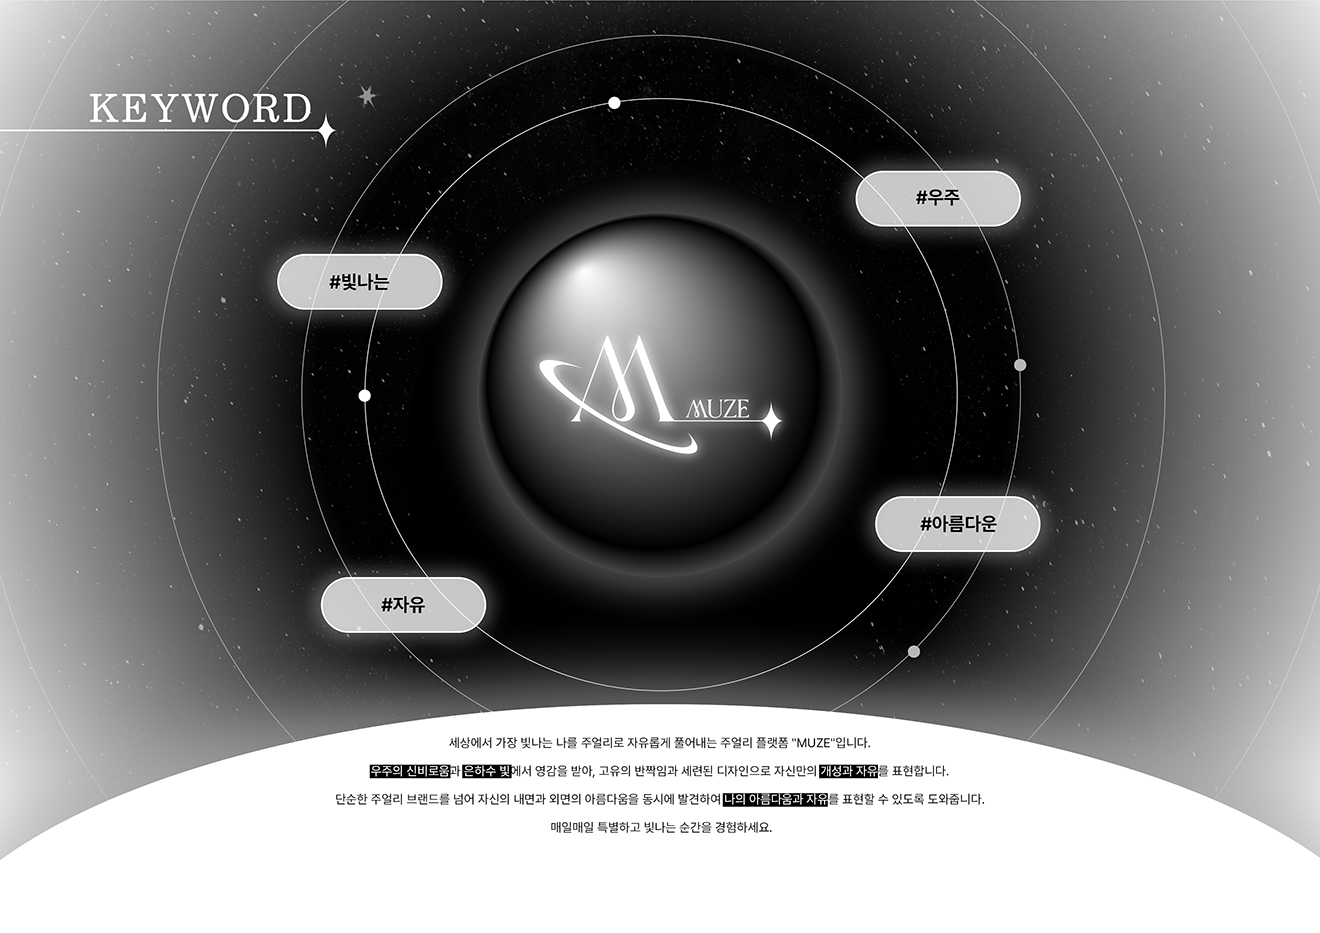 KEYWORD
#우주
#빛나는
MUZE
#아름다운
#자유
세상에서 가장 빛나는 나를 주얼리로 자유롭게 풀어내는 주얼리 플랫폼 "MUZE"입니다.
우주의 신비로움과 은하수 빛에서 영감을 받아, 고유의 반짝임과 세련된 디자인으로 자신만의 개성과 자유를 표현합니다.
단순한 주얼리 브랜드를 넘어 자신의 내면과 외면의 아름다움을 동시에 발견하여 나의 아름다움과 자유를 표현할 수 있도록 도와줍니다.
매일매일 특별하고 빛나는 순간을 경험하세요.